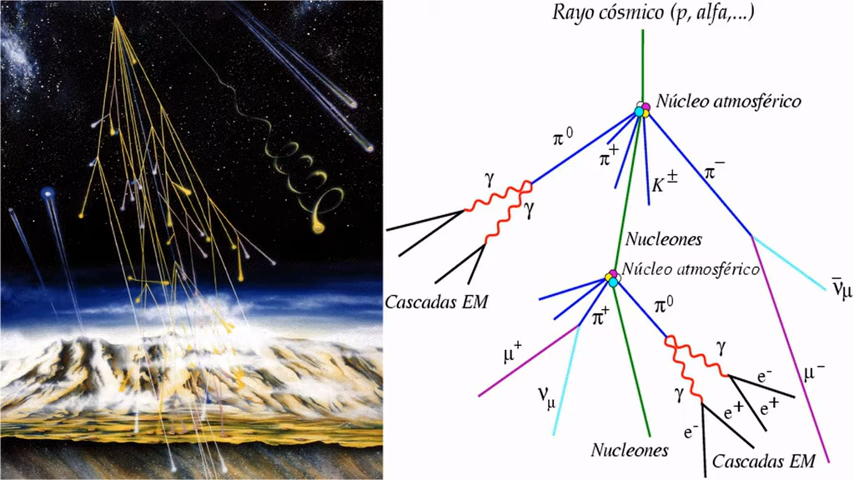 Rayo cósmico (p, alfa,...)
Núcleo atmosférico
π⁰
π⁺
K±
π⁻
γ
γ
Nucleones
Núcleo atmosférico
Cascadas EM
ν̄μ
π⁺
π⁰
μ⁺
νμ
γ
γ
μ⁻
e⁻
e⁺
e⁺
e⁻
Nucleones
Cascadas EM